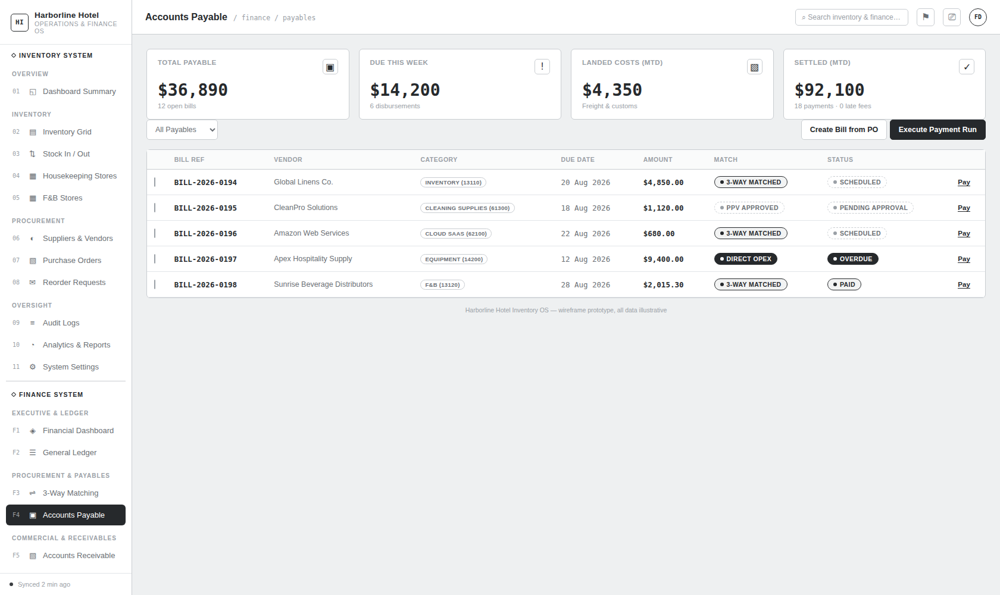 HI
Harborline Hotel
OPERATIONS & FINANCE
OS
INVENTORY SYSTEM
OVERVIEW
01 Dashboard Summary
INVENTORY
02 Inventory Grid
03 Stock In / Out
04 Housekeeping Stores
05 F&B Stores
PROCUREMENT
06 Suppliers & Vendors
07 Purchase Orders
08 Reorder Requests
OVERSIGHT
09 Audit Logs
10 Analytics & Reports
11 System Settings
FINANCE SYSTEM
EXECUTIVE & LEDGER
F1 Financial Dashboard
F2 General Ledger
PROCUREMENT & PAYABLES
F3 3-Way Matching
F4 Accounts Payable
COMMERCIAL & RECEIVABLES
F5 Accounts Receivable
Synced 2 min ago
Accounts Payable / finance / payables
Search inventory & finance…
FD
TOTAL PAYABLE
$36,890
12 open bills
DUE THIS WEEK
!
$14,200
6 disbursements
LANDED COSTS (MTD)
$4,350
Freight & customs
SETTLED (MTD)
✓
$92,100
18 payments · 0 late fees
All Payables
Create Bill from PO
Execute Payment Run
BILL REF VENDOR CATEGORY DUE DATE AMOUNT MATCH STATUS
BILL-2026-0194 Global Linens Co. INVENTORY (13110) 20 Aug 2026 $4,850.00 3-WAY MATCHED SCHEDULED Pay
BILL-2026-0195 CleanPro Solutions CLEANING SUPPLIES (61300) 18 Aug 2026 $1,120.00 PPV APPROVED PENDING APPROVAL Pay
BILL-2026-0196 Amazon Web Services CLOUD SAAS (62100) 22 Aug 2026 $680.00 3-WAY MATCHED SCHEDULED Pay
BILL-2026-0197 Apex Hospitality Supply EQUIPMENT (14200) 12 Aug 2026 $9,400.00 DIRECT OPEX OVERDUE Pay
BILL-2026-0198 Sunrise Beverage Distributors F&B (13120) 28 Aug 2026 $2,015.30 3-WAY MATCHED PAID Pay
Harborline Hotel Inventory OS — wireframe prototype, all data illustrative